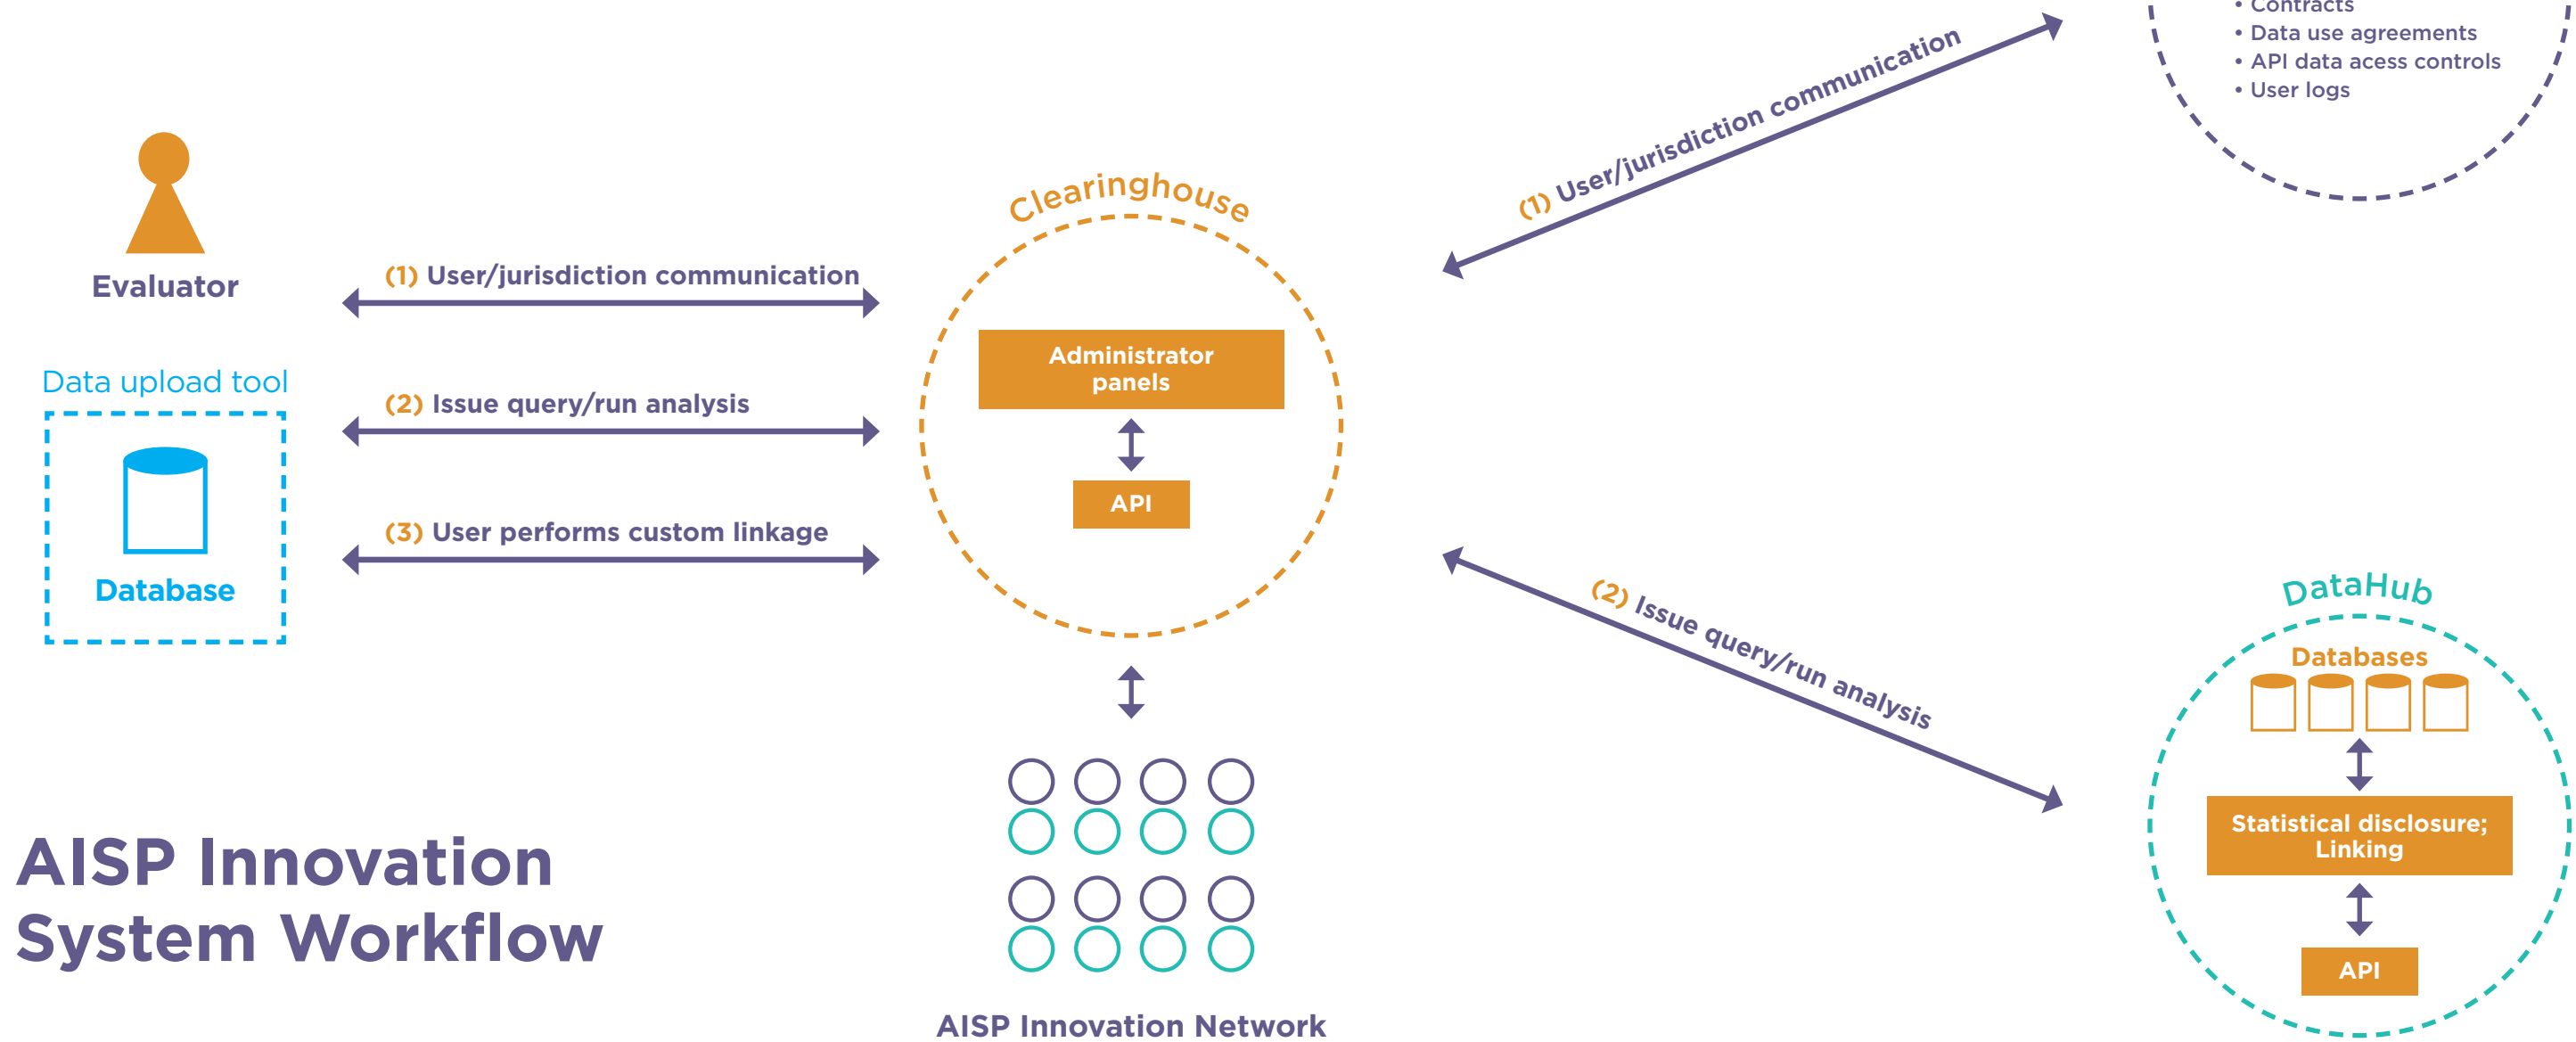 • Contracts
• Data use agreements
• API data acess controls
• User logs
(1) User/jurisdiction communication
Evaluator
(1) User/jurisdiction communication
Clearinghouse
Administrator
panels
API
Data upload tool
Database
(2) Issue query/run analysis
(3) User performs custom linkage
(2) Issue query/run analysis
DataHub
Databases
Statistical disclosure;
Linking
API
AISP Innovation
System Workflow
AISP Innovation Network